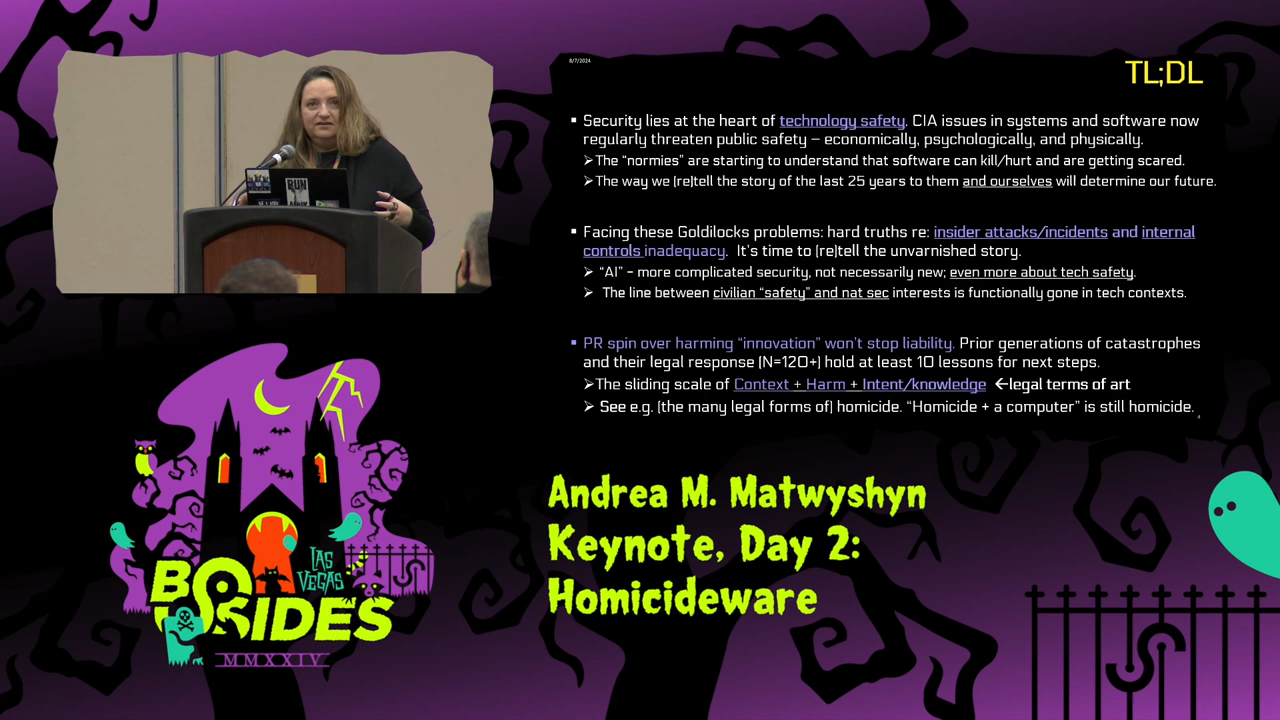 8/7/2024
TL;DL
▪ Security lies at the heart of technology safety. CIA issues in systems and software now
regularly threaten public safety – economically, psychologically, and physically.
➢The “normies” are starting to understand that software can kill/hurt and are getting scared.
➢The way we (re)tell the story of the last 25 years to them and ourselves will determine our future.
▪ Facing these Goldilocks problems: hard truths re: insider attacks/incidents and internal
controls inadequacy. It’s time to (re)tell the unvarnished story.
➢ “AI” – more complicated security, not necessarily new; even more about tech safety.
➢ The line between civilian “safety” and nat sec interests is functionally gone in tech contexts.
▪ PR spin over harming “innovation” won’t stop liability. Prior generations of catastrophes
and their legal response (N=120+) hold at least 10 lessons for next steps.
➢The sliding scale of Context + Harm + Intent/knowledge ←legal terms of art
➢ See e.g. (the many legal forms of) homicide. “Homicide + a computer” is still homicide.
4
RUN
Andrea M. Matwyshyn
Keynote, Day 2:
Homicideware
LAS
VEGAS
BSIDES
MMXXIV